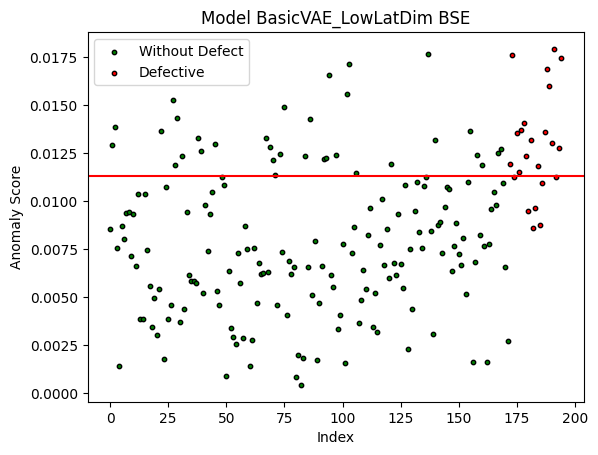 Model BasicVAE_LowLatDim BSE
Without Defect
Defective
0.0175
0.0150
0.0125
0.0100
0.0075
0.0050
0.0025
0.0000
Anomaly Score
0 25 50 75 100 125 150 175 200
Index